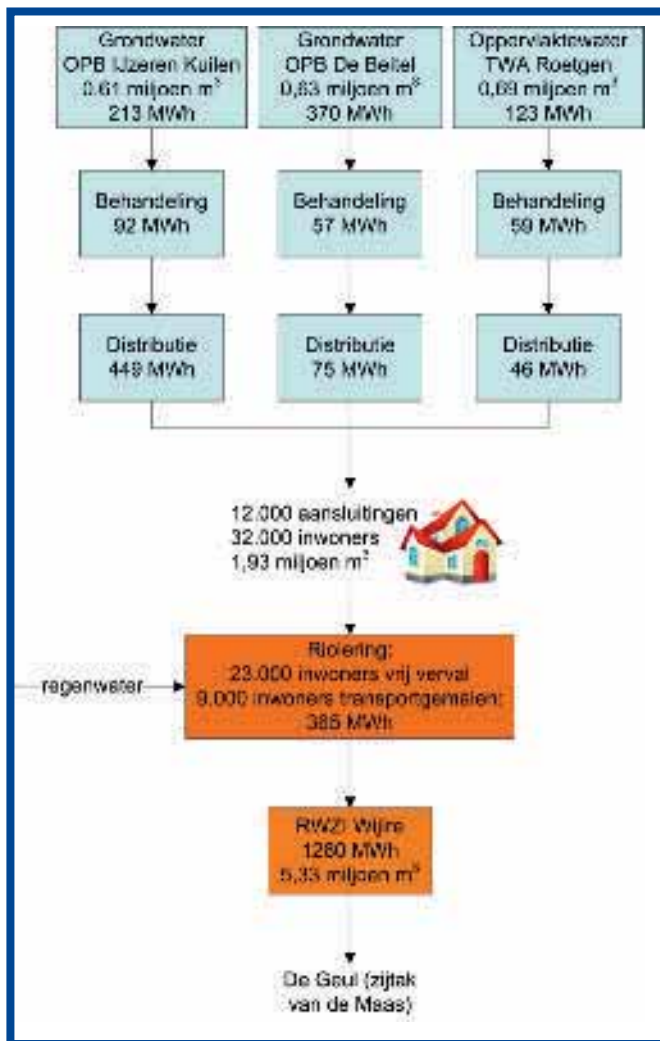 Grondwater
OPB IJzeren Kuilen
0.61 miljoen m³
213 MWh
Grondwater
OPB De Beitel
0,63 miljoen m³
370 MWh
Oppervlaktewater
TWA Roetgen
0,69 miljoen m³
123 MWh
Behandeling
92 MWh
Behandeling
57 MWh
Behandeling
59 MWh
Distributie
449 MWh
Distributie
75 MWh
Distributie
46 MWh
12.000 aansluitingen
32.000 inwoners
1,93 miljoen m³
regenwater
Riolering:
23.000 inwoners vrij verval
9.000 inwoners transportgemalen:
MWh
RWZI Wijlre
MWh
5,33 miljoen m³
De Geul (zijtak
van de Maas)